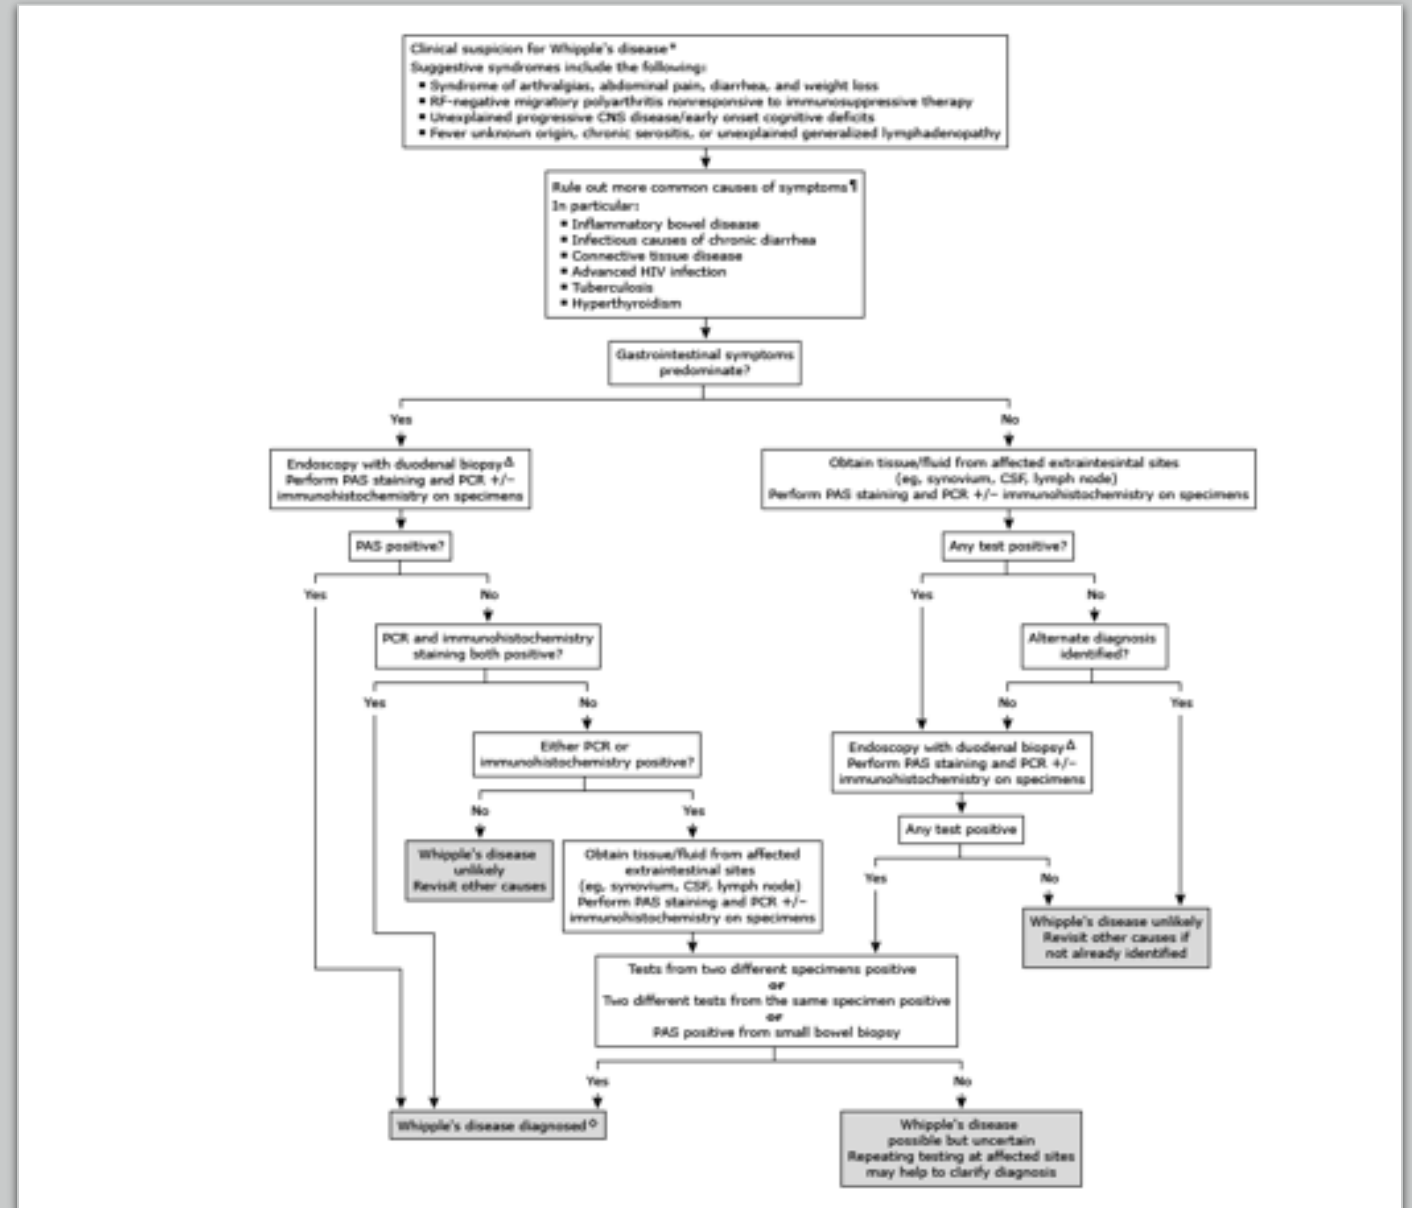 Clinical suspicion for Whipple's disease*
Suggestive syndromes include the following:
▪ Syndrome of arthralgias, abdominal pain, diarrhea, and weight loss
▪ RF-negative migratory polyarthritis nonresponsive to immunosuppressive therapy
▪ Unexplained progressive CNS disease/early onset cognitive deficits
▪ Fever unknown origin, chronic serositis, or unexplained generalized lymphadenopathy
Rule out more common causes of symptoms¶
In particular:
▪ Inflammatory bowel disease
▪ Infectious causes of chronic diarrhea
▪ Connective tissue disease
▪ Advanced HIV infection
▪ Tuberculosis
▪ Hyperthyroidism
Gastrointestinal symptoms
predominate?
Yes
No
Endoscopy with duodenal biopsyΔ
Perform PAS staining and PCR +/–
immunohistochemistry on specimens
Obtain tissue/fluid from affected extraintesintal sites
(eg, synovium, CSF, lymph node)
Perform PAS staining and PCR +/– immunohistochemistry on specimens
PAS positive?
Any test positive?
Yes
No
Yes
No
PCR and immunohistochemistry
staining both positive?
Alternate diagnosis
identified?
Yes
No
No
Yes
Either PCR or
immunohistochemistry positive?
Endoscopy with duodenal biopsyΔ
Perform PAS staining and PCR +/–
immunohistochemistry on specimens
No
Yes
Any test positive
Whipple's disease
unlikely
Revisit other causes
Obtain tissue/fluid from affected
extraintestinal sites
(eg, synovium, CSF, lymph node)
Perform PAS staining and PCR +/–
immunohistochemistry on specimens
Yes
No
Whipple's disease unlikely
Revisit other causes if
not already identified
Tests from two different specimens positive
or
Two different tests from the same specimen positive
or
PAS positive from small bowel biopsy
Yes
No
Whipple's disease diagnosed◇
Whipple's disease
possible but uncertain
Repeating testing at affected sites
may help to clarify diagnosis